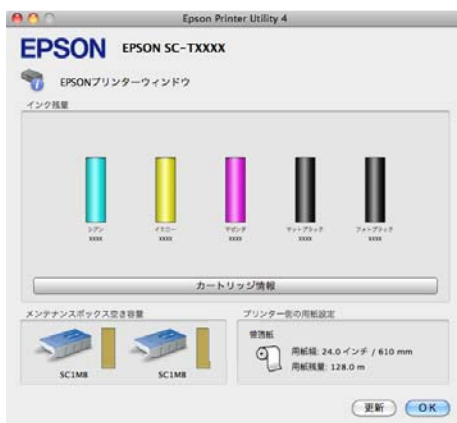 Epson Printer Utility 4
EPSON EPSON SC-TXXXX
EPSONプリンターウィンドウ
インク残量
シアン イエロー マゼンタ マットブラック フォトブラック
XXXX XXXX XXXX XXXX XXXX
カートリッジ情報
メンテナンスボックス空き容量
SC1MB SC1MB
プリンター側の用紙設定
普通紙
用紙幅: 24.0 インチ / 610 mm
用紙残量: 128.0 m
更新 OK